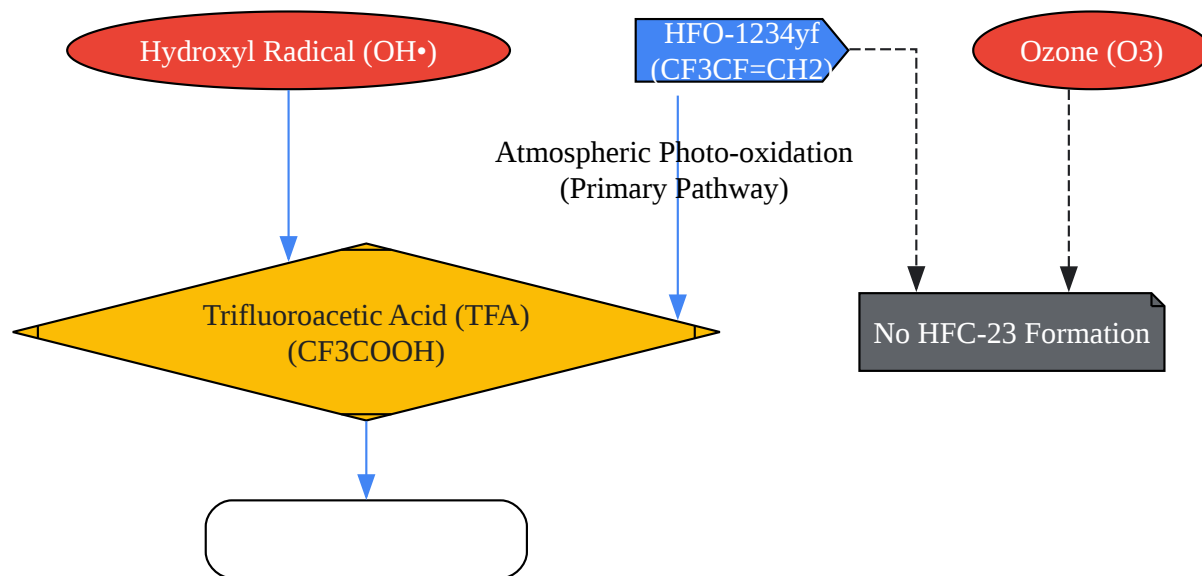 Hydroxyl Radical (OH•)
HFO-1234yf
(CF3CF=CH2)
Ozone (O3)
Atmospheric Photo-oxidation
(Primary Pathway)
Trifluoroacetic Acid (TFA)
(CF3COOH)
No HFC-23 Formation